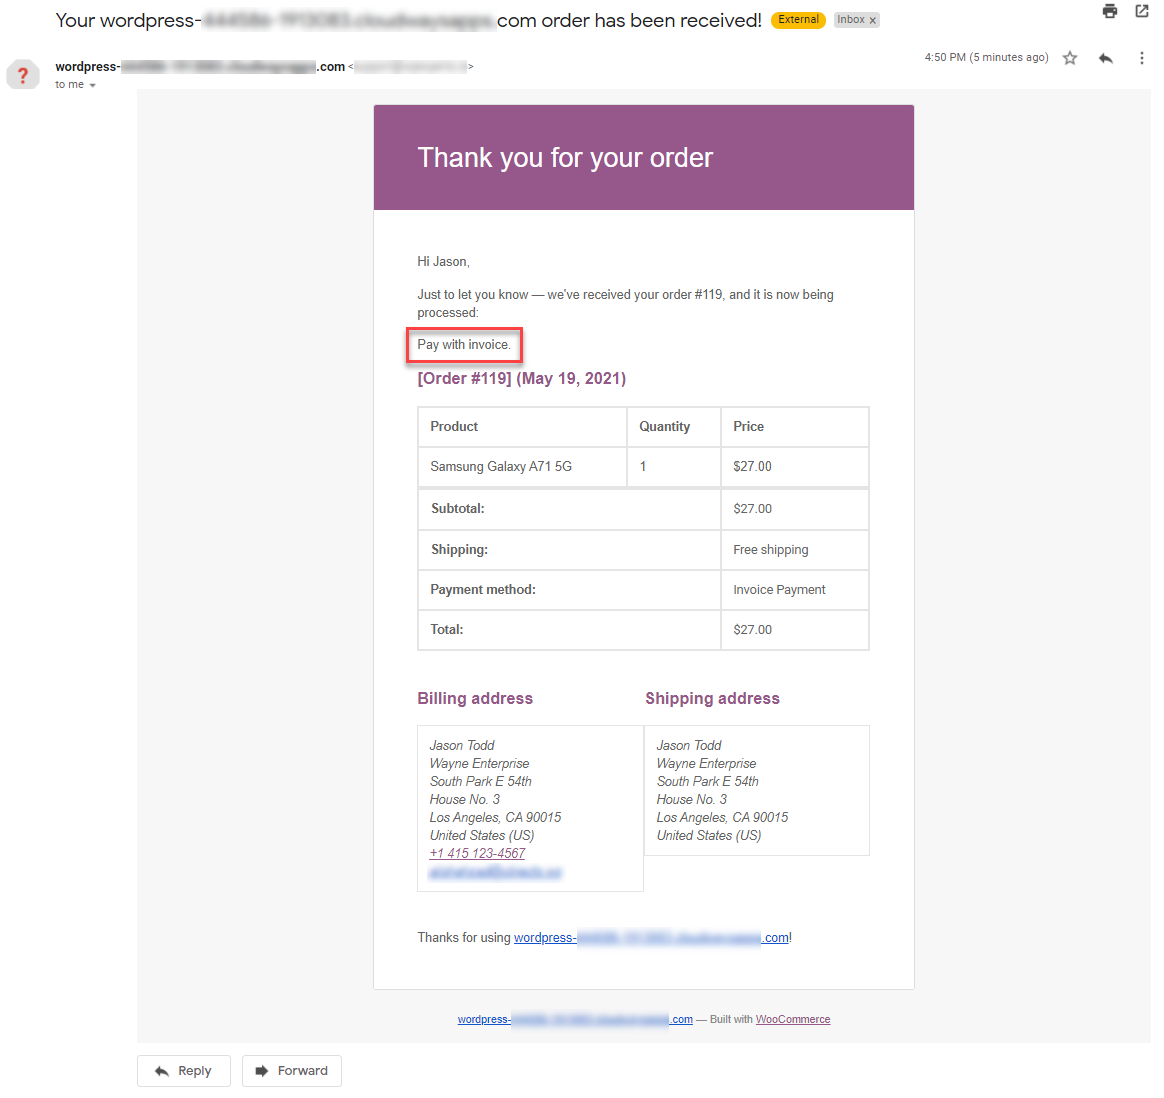 Your wordpress- .com order has been received! External Inbox x
wordpress- .com < >
4:50 PM (5 minutes ago)
to me
Thank you for your order
Hi Jason,
Just to let you know — we've received your order #119, and it is now being
processed:
Pay with invoice.
[Order #119] (May 19, 2021)
Product Quantity Price
Samsung Galaxy A71 5G 1 $27.00
Subtotal: $27.00
Shipping: Free shipping
Payment method: Invoice Payment
Total: $27.00
Billing address
Jason Todd
Wayne Enterprise
South Park E 54th
House No. 3
Los Angeles, CA 90015
United States (US)
+1 415 123-4567
Shipping address
Jason Todd
Wayne Enterprise
South Park E 54th
House No. 3
Los Angeles, CA 90015
United States (US)
Thanks for using wordpress- .com!
wordpress- .com — Built with WooCommerce
Reply Forward